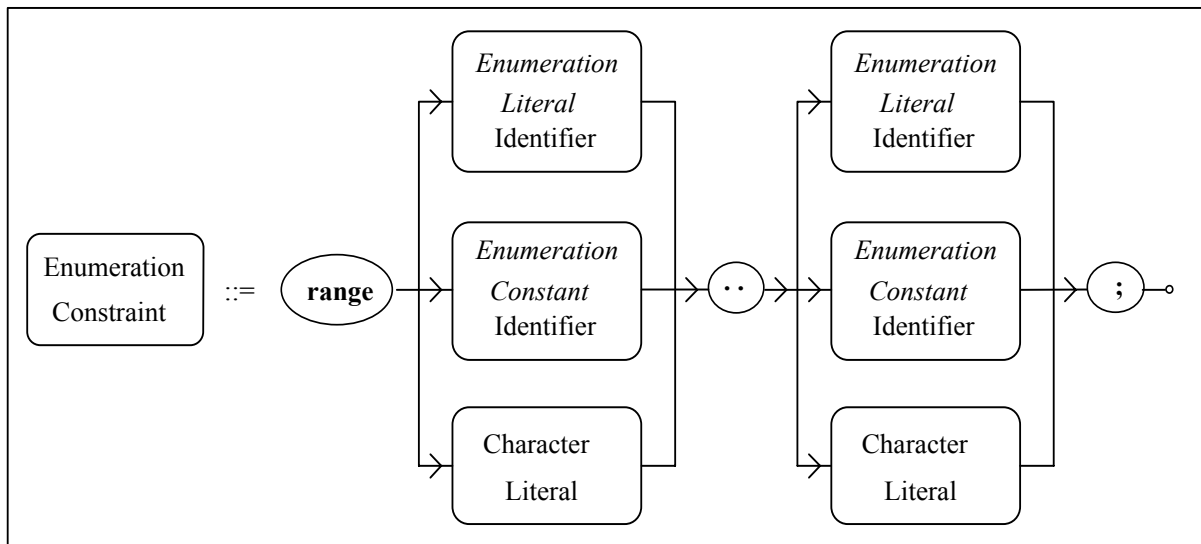 Enumeration
Constraint
::=
range
Enumeration
Literal
Identifier
Enumeration
Constant
Identifier
Character
Literal
..
Enumeration
Literal
Identifier
Enumeration
Constant
Identifier
Character
Literal
;